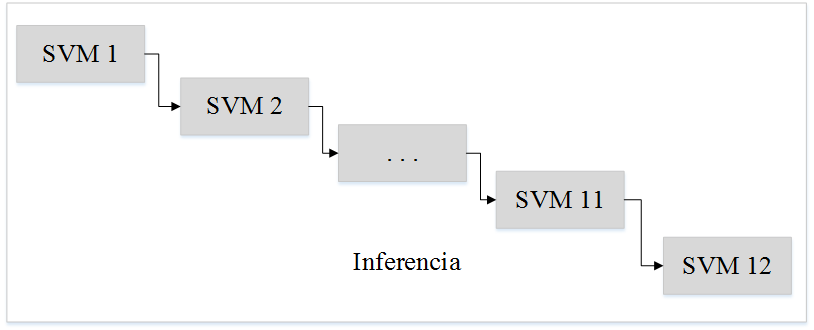 SVM 1
SVM 2
. . .
SVM 11
SVM 12
Inferencia